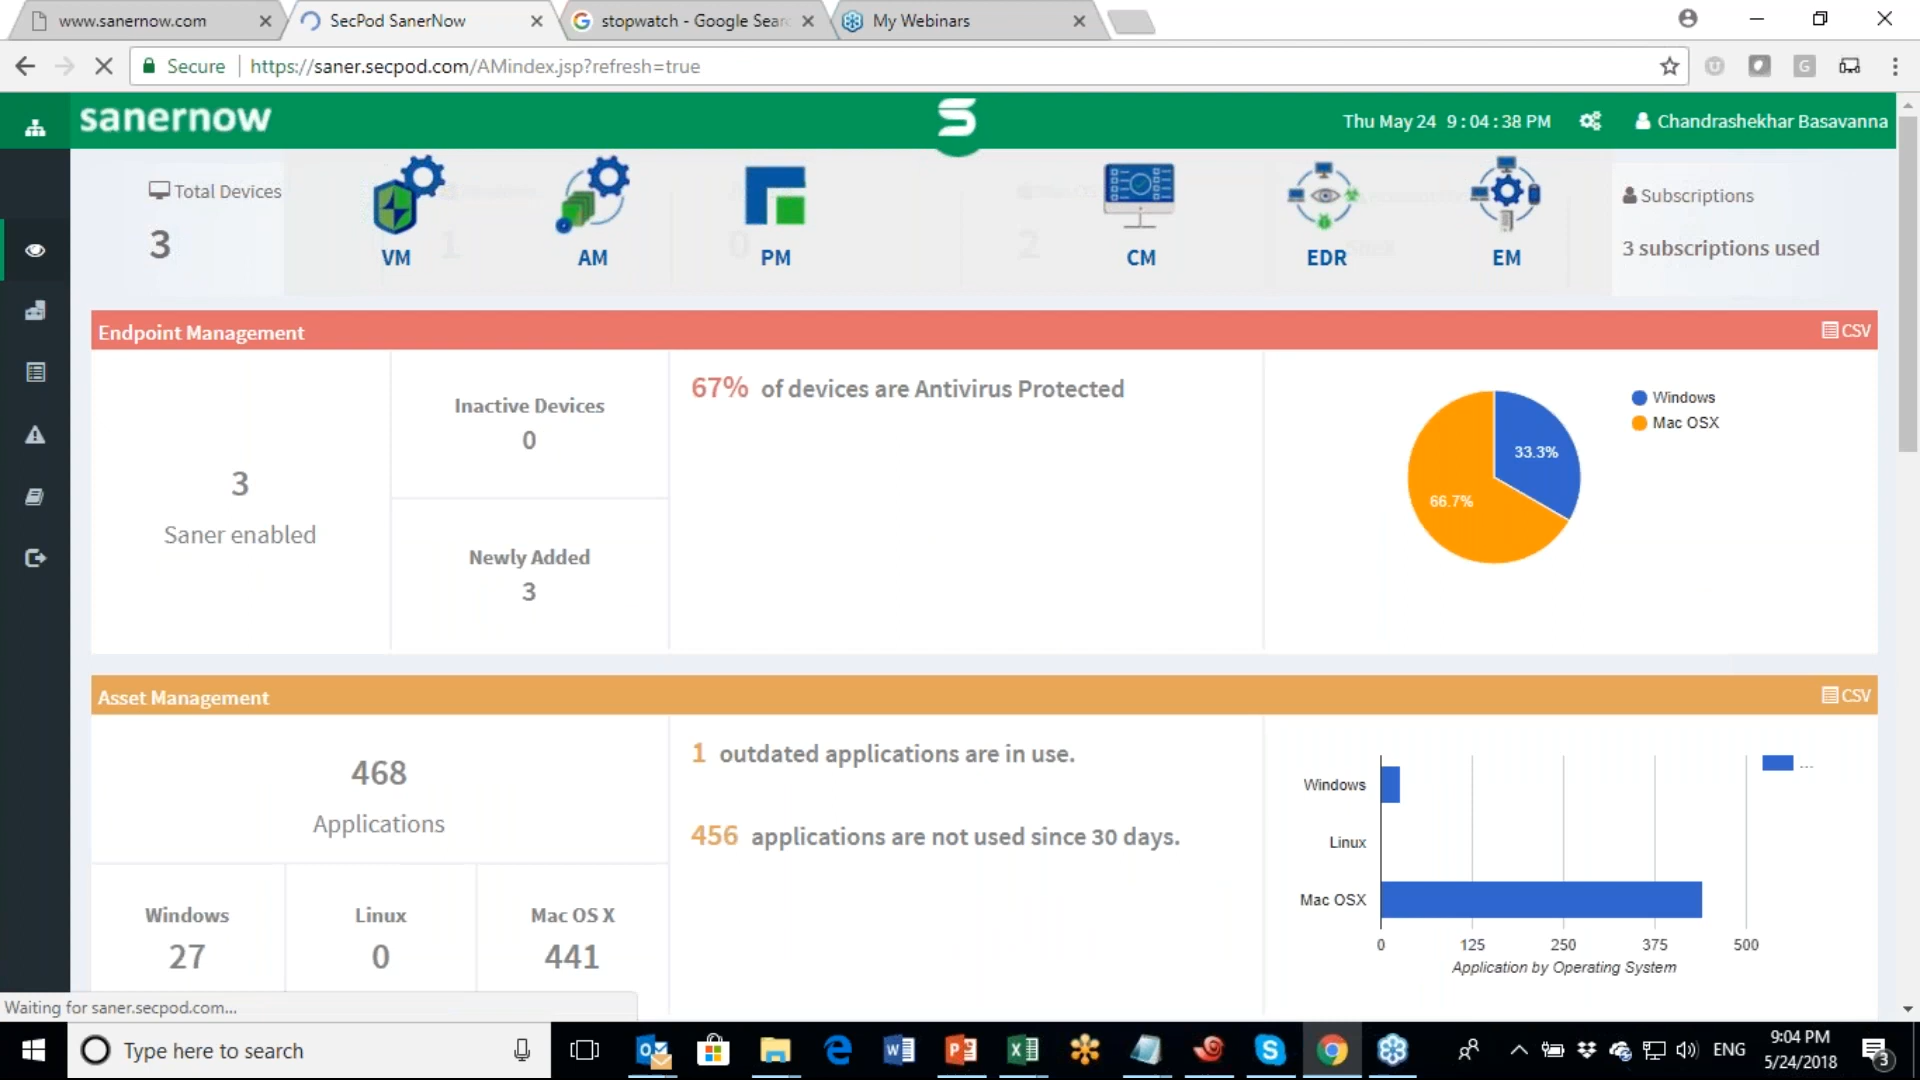 www.sanernow.com
SecPod SanerNow
stopwatch - Google Sear
My Webinars
Secure
https://saner.secpod.com/AMindex.jsp?refresh=true
sanernow
Thu May 24 9:04:38 PM
Chandrashekhar Basavanna
Total Devices
3
1
0
2
VM
AM
PM
CM
EDR
EM
Subscriptions
3 subscriptions used
Endpoint Management
CSV
3
Saner enabled
Inactive Devices
0
Newly Added
3
67% of devices are Antivirus Protected
33.3%
66.7%
Windows
Mac OSX
Asset Management
CSV
468
Applications
Windows
27
Linux
0
Mac OS X
441
1 outdated applications are in use.
456 applications are not used since 30 days.
Windows
Linux
Mac OSX
0 125 250 375 500
Application by Operating System
...
Waiting for saner.secpod.com...
Type here to search
ENG
9:04 PM
5/24/2018
3